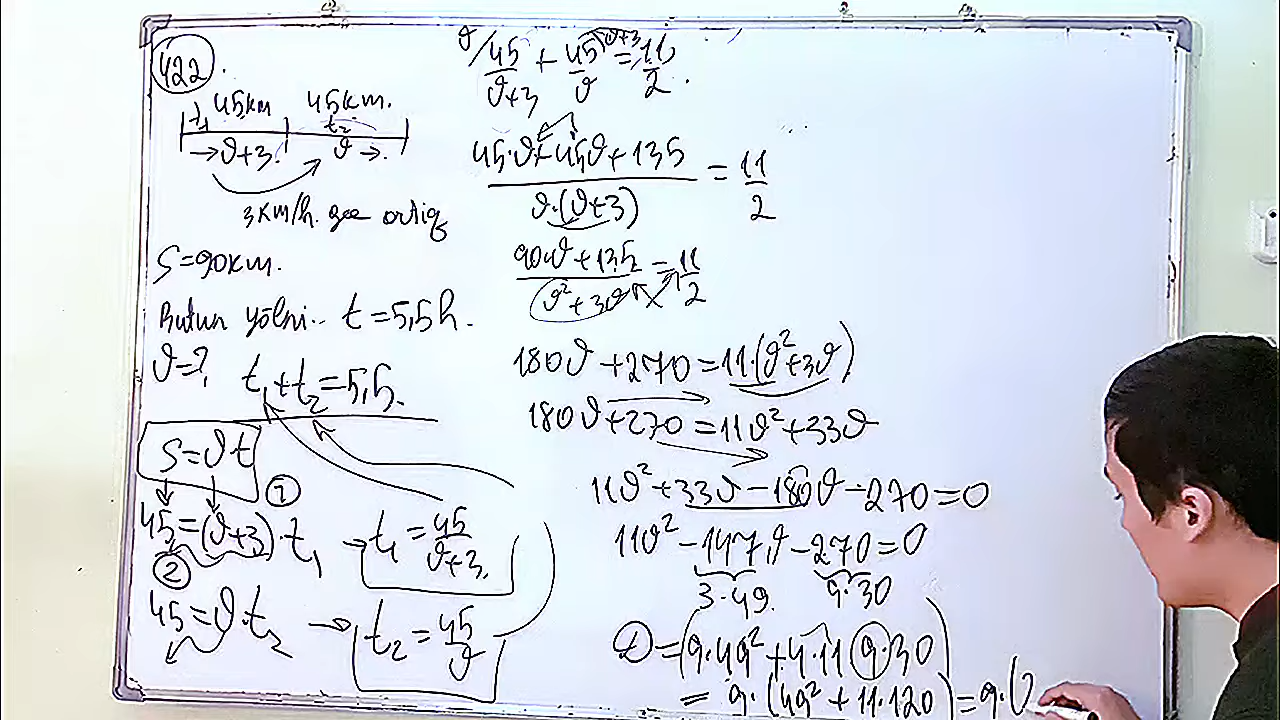 422.
45km 45km.
t₁ t₂
→ϑ+3. ϑ →.
3km/h. ga ortiq
S=90km.
Butun yo'lni.. t=5,5h.
ϑ=?, t₁+t₂=5,5.
S=ϑt
①
45=(ϑ+3)·t₁ → t₁=45/(ϑ+3).
②
45=ϑ·t₂ → t₂=45/ϑ
ϑ/ 45/(ϑ+3) + 45/ϑ /ϑ+3 = 11/2.
(45·ϑ+45ϑ+135)/(ϑ·(ϑ+3)) = 11/2
(90ϑ+135)/(ϑ²+3ϑ) = 11/2
180ϑ+270=11·(ϑ²+3ϑ)
180ϑ+270=11ϑ²+33ϑ
11ϑ²+33ϑ-180ϑ-270=0
11ϑ²-147ϑ-270=0
3·49. 9·30
D=(9·49²+4·11·9·30)
= 9·(49²+11·120)=9·(